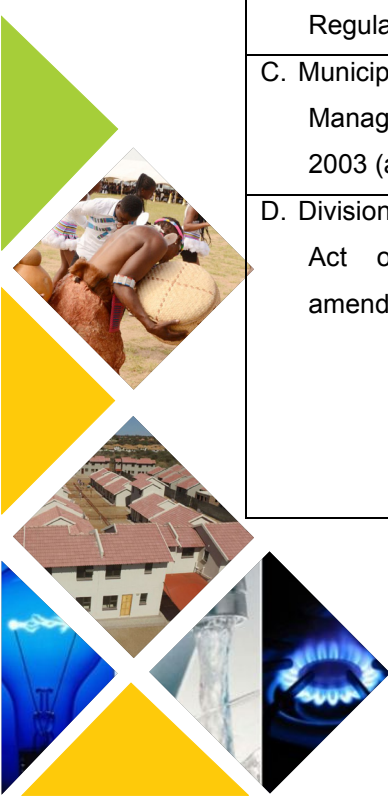 Regula
C. Municip
Manag
2003 (a
D. Division
Act o
amend